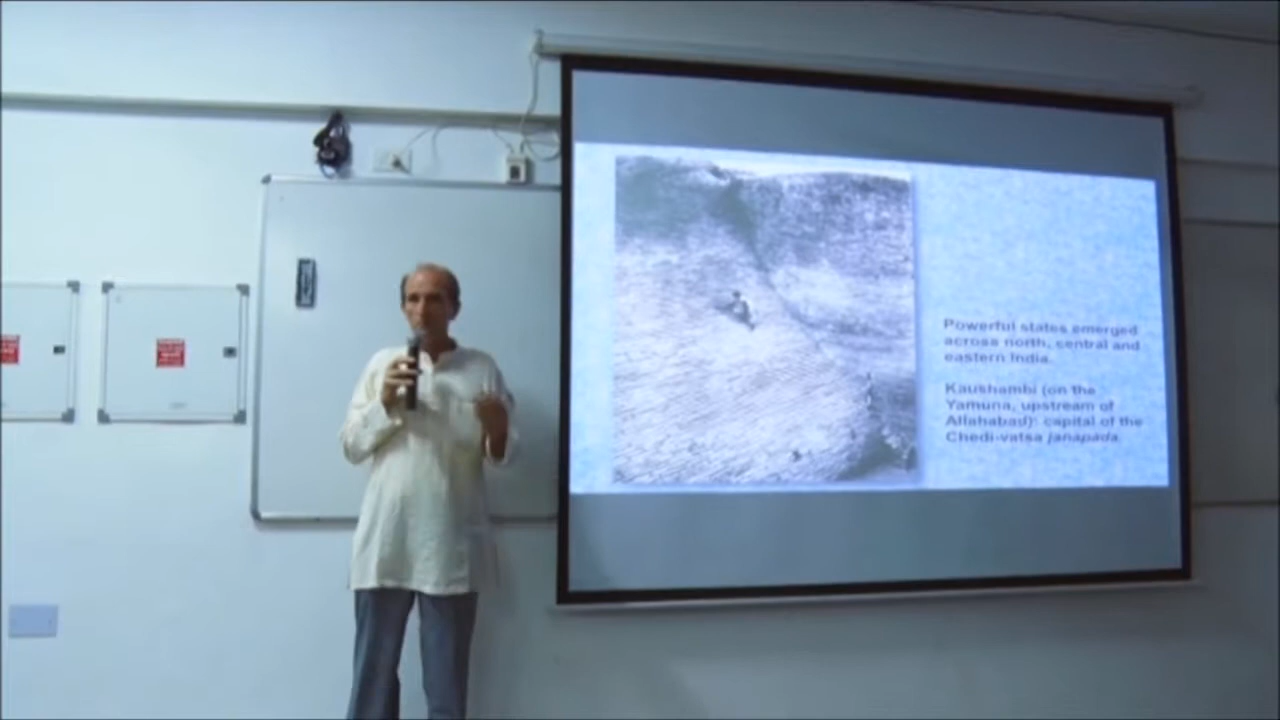 Powerful states emerged
across north, central and
eastern India.
Kaushambi (on the
Yamuna, upstream of
Allahabad): capital of the
Chedi-vatsa janapada.